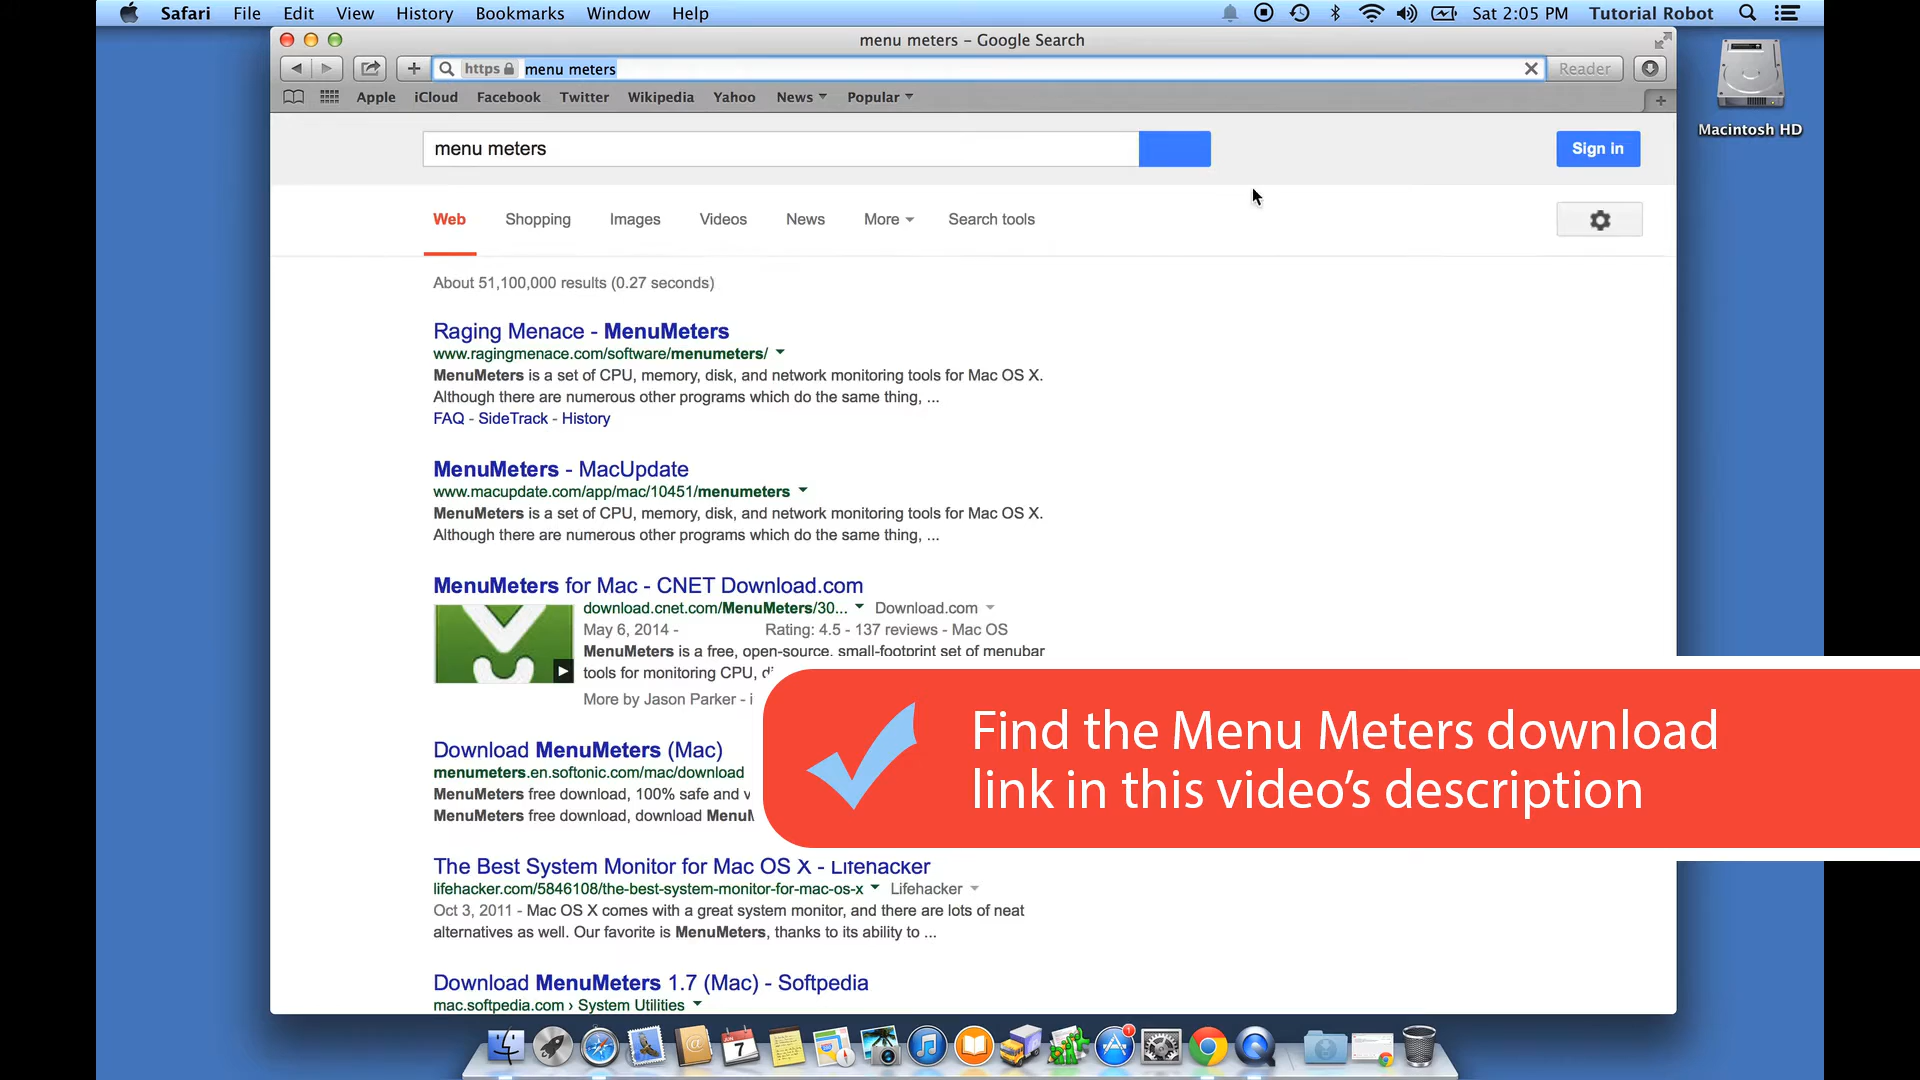 Safari File Edit View History Bookmarks Window Help Sat 2:05 PM Tutorial Robot
menu meters – Google Search
https menu meters Reader
Apple iCloud Facebook Twitter Wikipedia Yahoo News Popular
Macintosh HD
menu meters Sign in
Web Shopping Images Videos News More Search tools
About 51,100,000 results (0.27 seconds)
Raging Menace - MenuMeters
www.ragingmenace.com/software/menumeters/
MenuMeters is a set of CPU, memory, disk, and network monitoring tools for Mac OS X.
Although there are numerous other programs which do the same thing, ...
FAQ - SideTrack - History
MenuMeters - MacUpdate
www.macupdate.com/app/mac/10451/menumeters
MenuMeters is a set of CPU, memory, disk, and network monitoring tools for Mac OS X.
Although there are numerous other programs which do the same thing, ...
MenuMeters for Mac - CNET Download.com
download.cnet.com/MenuMeters/30... Download.com
May 6, 2014 - Rating: 4.5 - 137 reviews - Mac OS
MenuMeters is a free, open-source, small-footprint set of menubar
tools for monitoring CPU,
More by Jason Parker -
Download MenuMeters (Mac)
menumeters.en.softonic.com/mac/download
MenuMeters free download, 100% safe and
MenuMeters free download, download
Find the Menu Meters download
link in this video's description
The Best System Monitor for Mac OS X - Lifehacker
lifehacker.com/5846108/the-best-system-monitor-for-mac-os-x Lifehacker
Oct 3, 2011 - Mac OS X comes with a great system monitor, and there are lots of neat
alternatives as well. Our favorite is MenuMeters, thanks to its ability to ...
Download MenuMeters 1.7 (Mac) - Softpedia
mac.softpedia.com › System Utilities
7
1